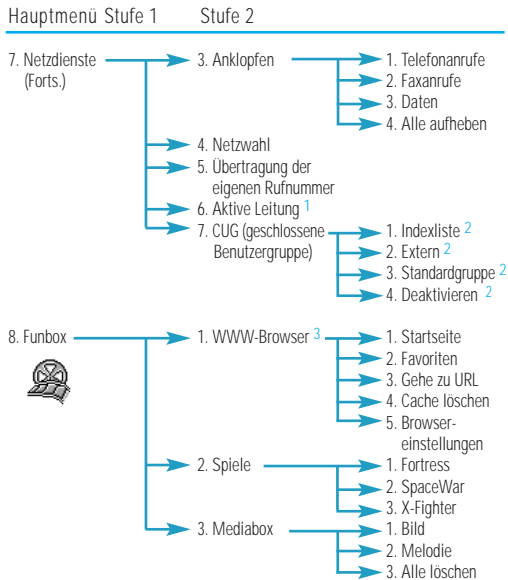 Hauptmenü Stufe 1 Stufe 2
7. Netzdienste
(Forts.)
3. Anklopfen
1. Telefonanrufe
2. Faxanrufe
3. Daten
4. Alle aufheben
4. Netzwahl
5. Übertragung der
eigenen Rufnummer
6. Aktive Leitung 1
7. CUG (geschlossene
Benutzergruppe)
1. Indexliste 2
2. Extern 2
3. Standardgruppe 2
4. Deaktivieren 2
8. Funbox
1. WWW-Browser 3
1. Startseite
2. Favoriten
3. Gehe zu URL
4. Cache löschen
5. Browser-
einstellungen
2. Spiele
1. Fortress
2. SpaceWar
3. X-Fighter
3. Mediabox
1. Bild
2. Melodie
3. Alle löschen